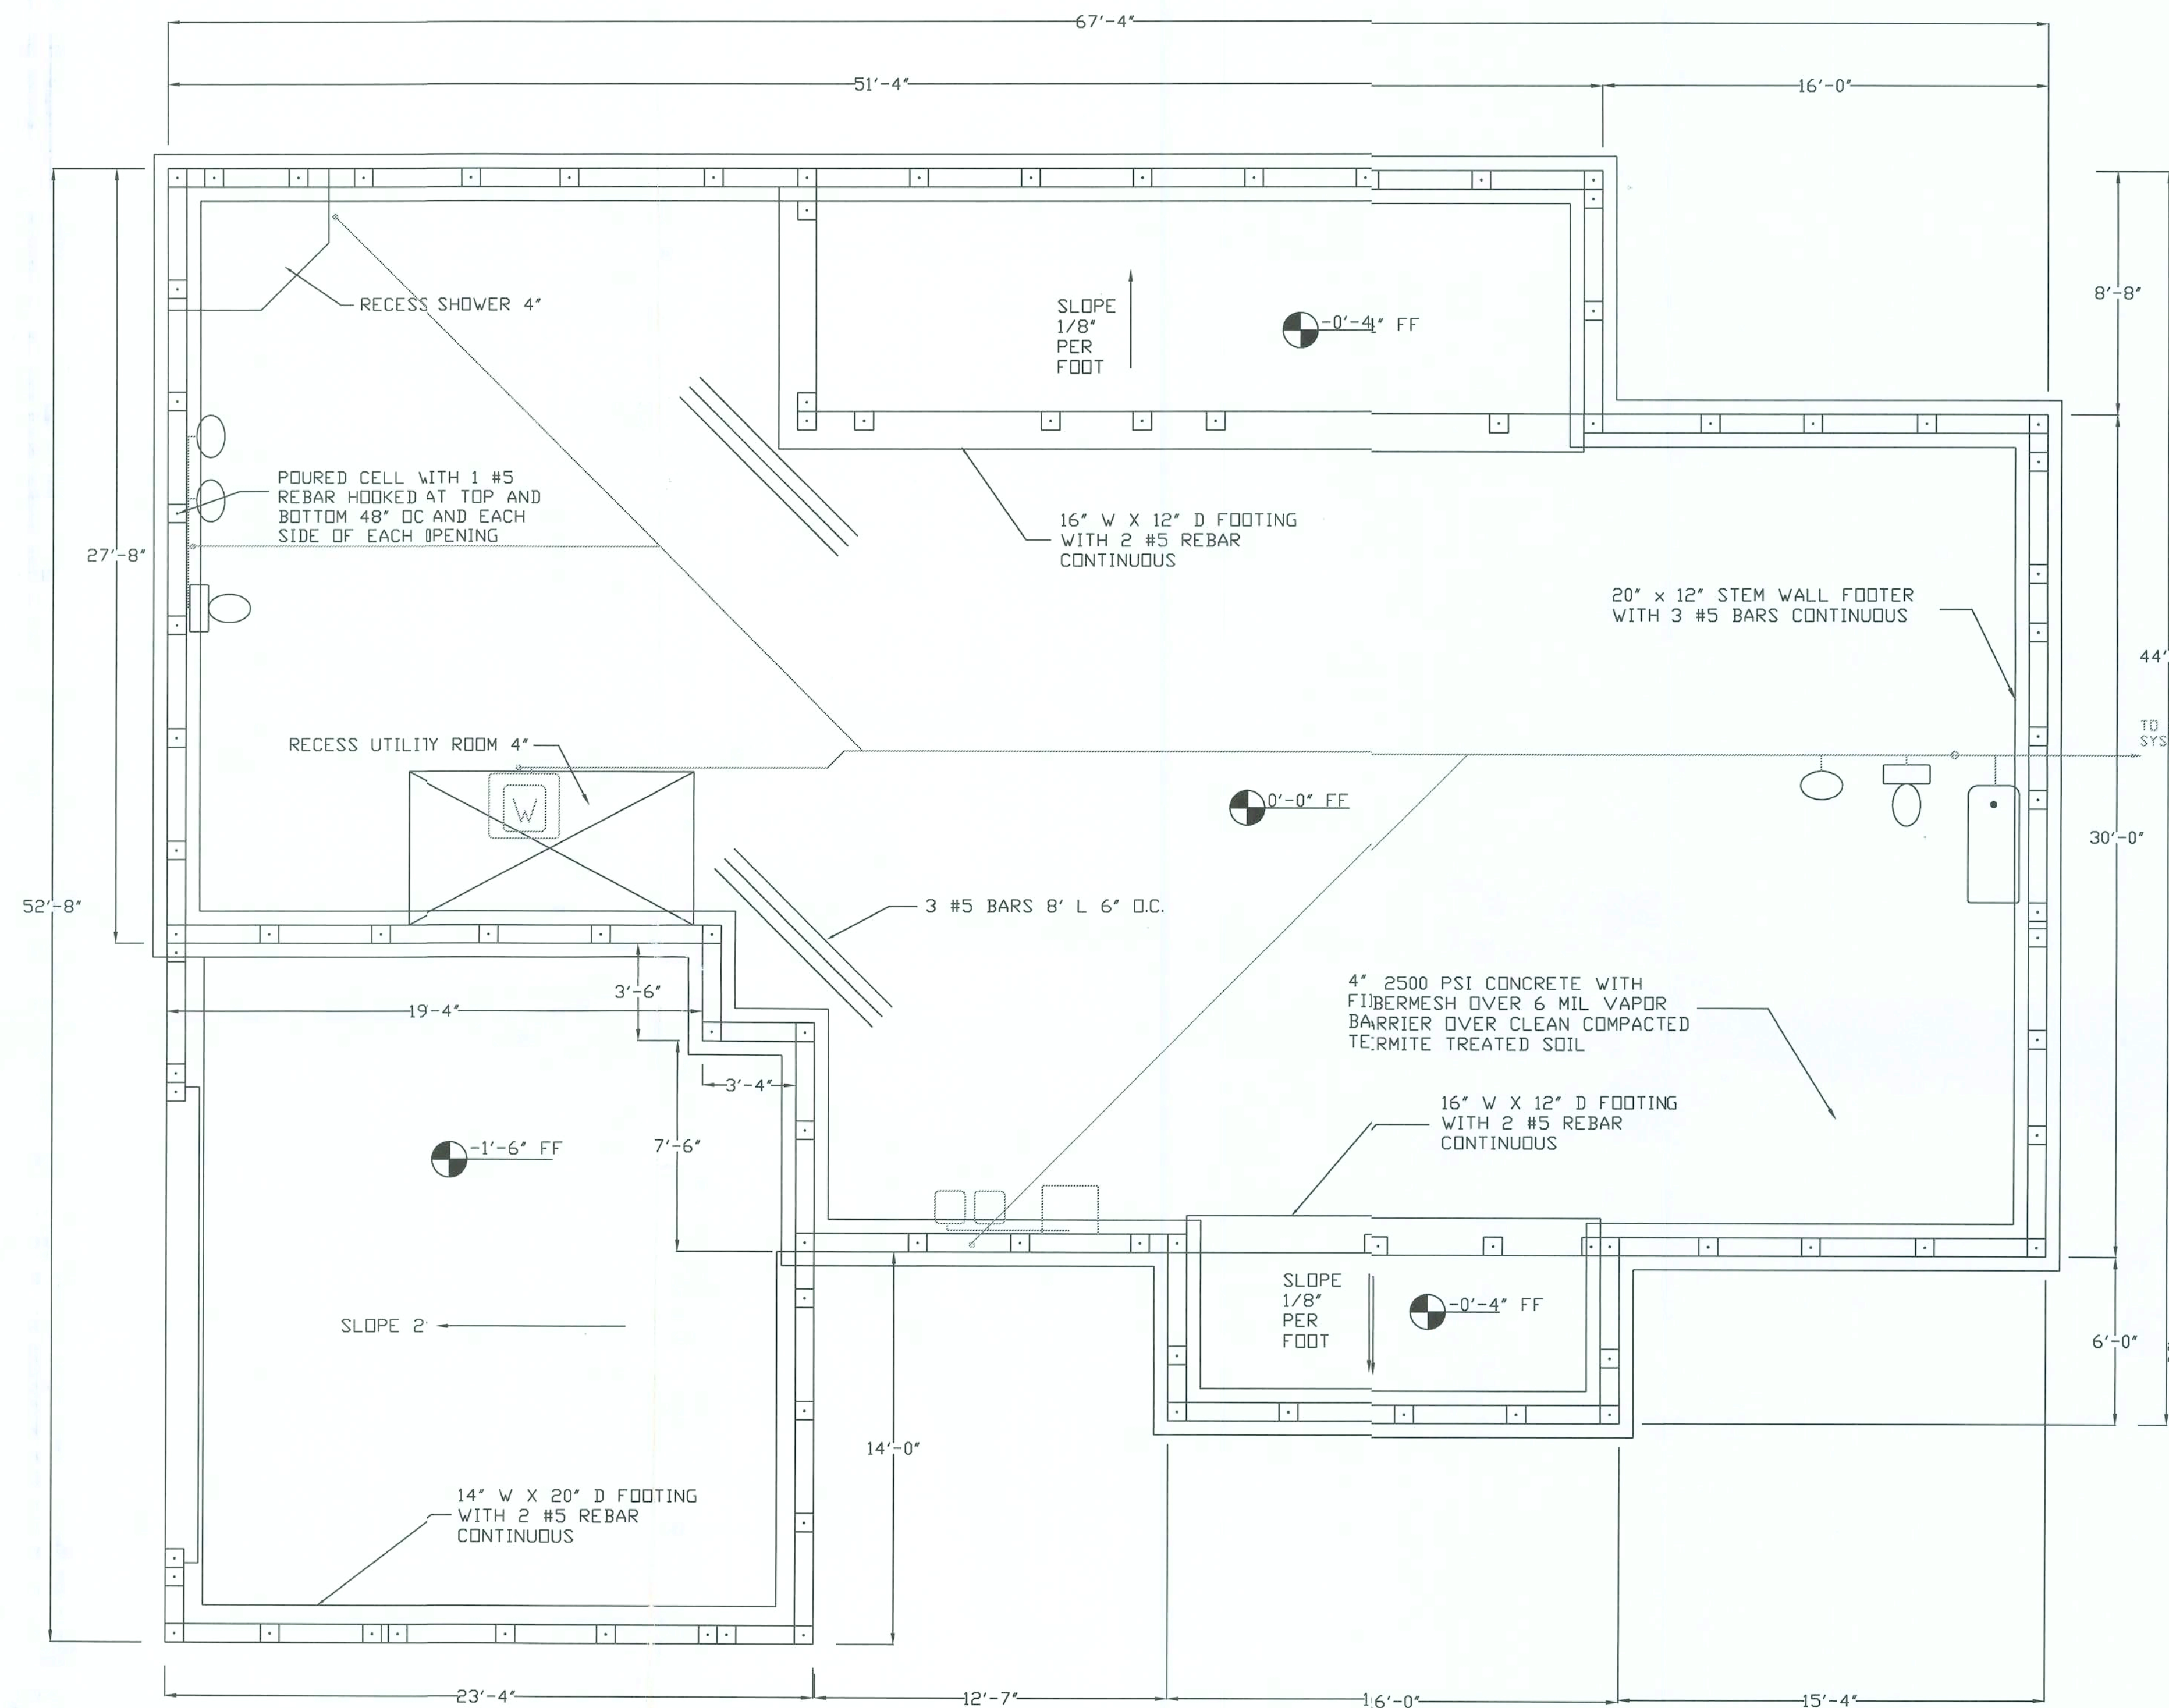 67'-4"
51'-4"
16'-0"
RECESS SHOWER 4"
SLOPE
1/8"
PER
FOOT
-0'-4" FF
8'-8"
POURED CELL WITH 1 #5
REBAR HOOKED AT TOP AND
BOTTOM 48" OC AND EACH
SIDE OF EACH OPENING
27'-8"
16" W X 12" D FOOTING
WITH 2 #5 REBAR
CONTINUOUS
20" x 12" STEM WALL FOOTER
WITH 3 #5 BARS CONTINUOUS
44'
TO
SYS
RECESS UTILITY ROOM 4"
W
0'-0" FF
30'-0"
52'-8"
3 #5 BARS 8' L 6" O.C.
3'-6"
19'-4"
4" 2500 PSI CONCRETE WITH
FIBERMESH OVER 6 MIL VAPOR
BARRIER OVER CLEAN COMPACTED
TERMITE TREATED SOIL
3'-4"
7'-6"
-1'-6" FF
16" W X 12" D FOOTING
WITH 2 #5 REBAR
CONTINUOUS
SLOPE
1/8"
PER
FOOT
-0'-4" FF
SLOPE 2"
6'-0"
14'-0"
14" W X 20" D FOOTING
WITH 2 #5 REBAR
CONTINUOUS
23'-4"
12'-7"
16'-0"
15'-4"